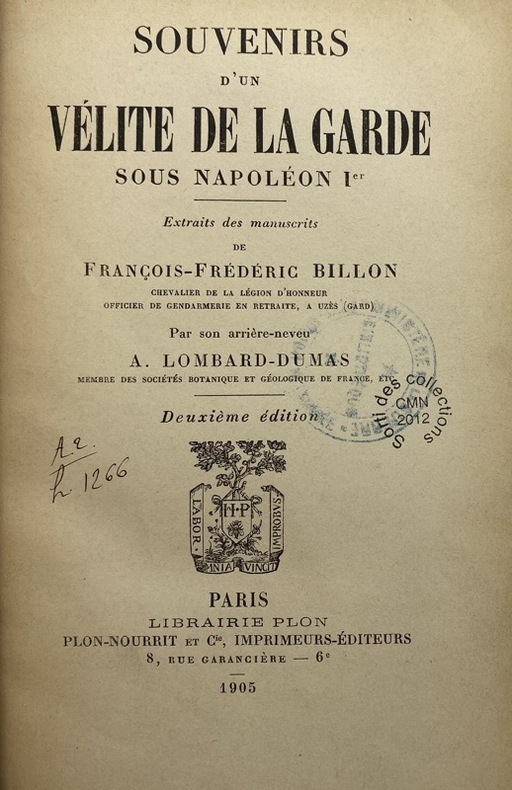 SOUVENIRS
D'UN
VÉLITE DE LA GARDE
SOUS NAPOLÉON Ier
Extraits des manuscrits
DE
FRANÇOIS-FRÉDÉRIC BILLON
CHEVALIER DE LA LÉGION D'HONNEUR
OFFICIER DE GENDARMERIE EN RETRAITE, A UZÈS (GARD)
Par son arrière-neveu
A. LOMBARD-DUMAS
MEMBRE DES SOCIÉTÉS BOTANIQUE ET GÉOLOGIQUE DE FRANCE, ETC.
Sorti des collections
CMN
2012
Deuxième édition
A2.
h 1266
H·P
LABOR
OMNIA VINCIT
IMPROBVS
PARIS
LIBRAIRIE PLON
PLON-NOURRIT ET Cie, IMPRIMEURS-ÉDITEURS
8, RUE GARANCIÈRE — 6e
1905